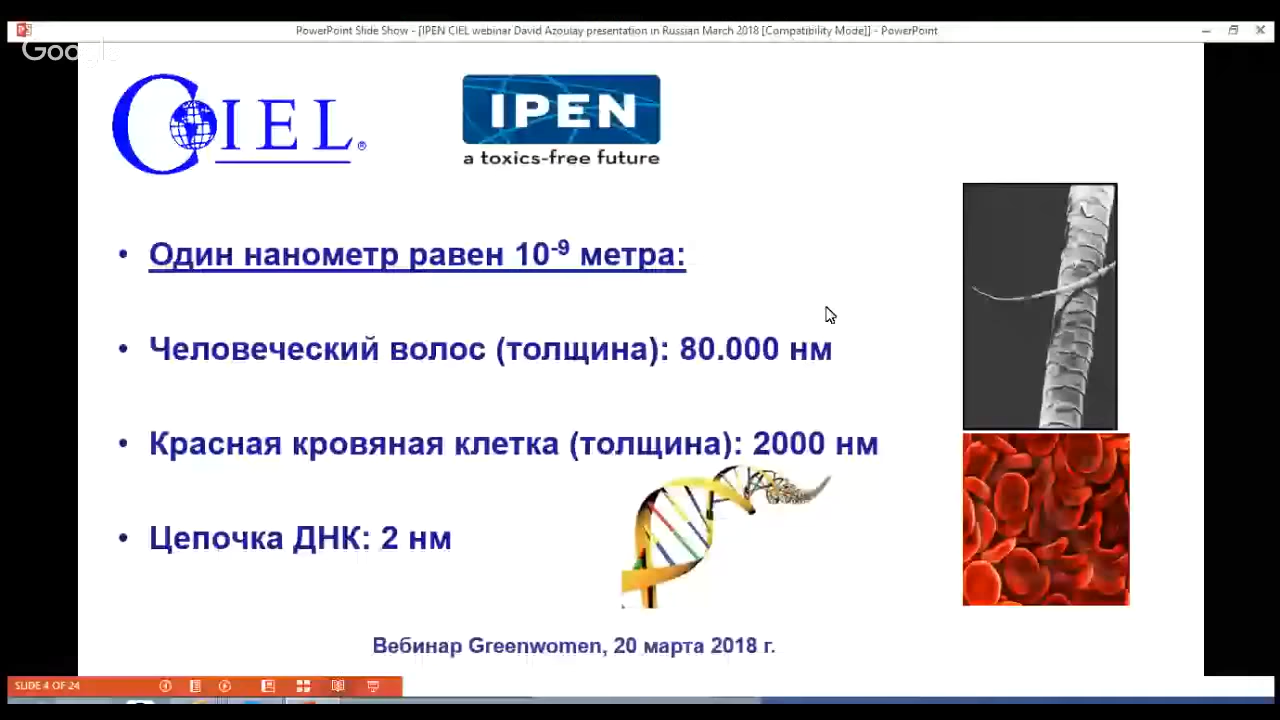 PowerPoint Slide Show - [IPEN CIEL webinar David Azoulay presentation in Russian March 2018 [Compatibility Mode]] - PowerPoint
Google
CIEL®
IPEN
a toxics-free future
• Один нанометр равен 10⁻⁹ метра:
• Человеческий волос (толщина): 80.000 нм
• Красная кровяная клетка (толщина): 2000 нм
• Цепочка ДНК: 2 нм
Вебинар Greenwomen, 20 марта 2018 г.
SLIDE 4 OF 24